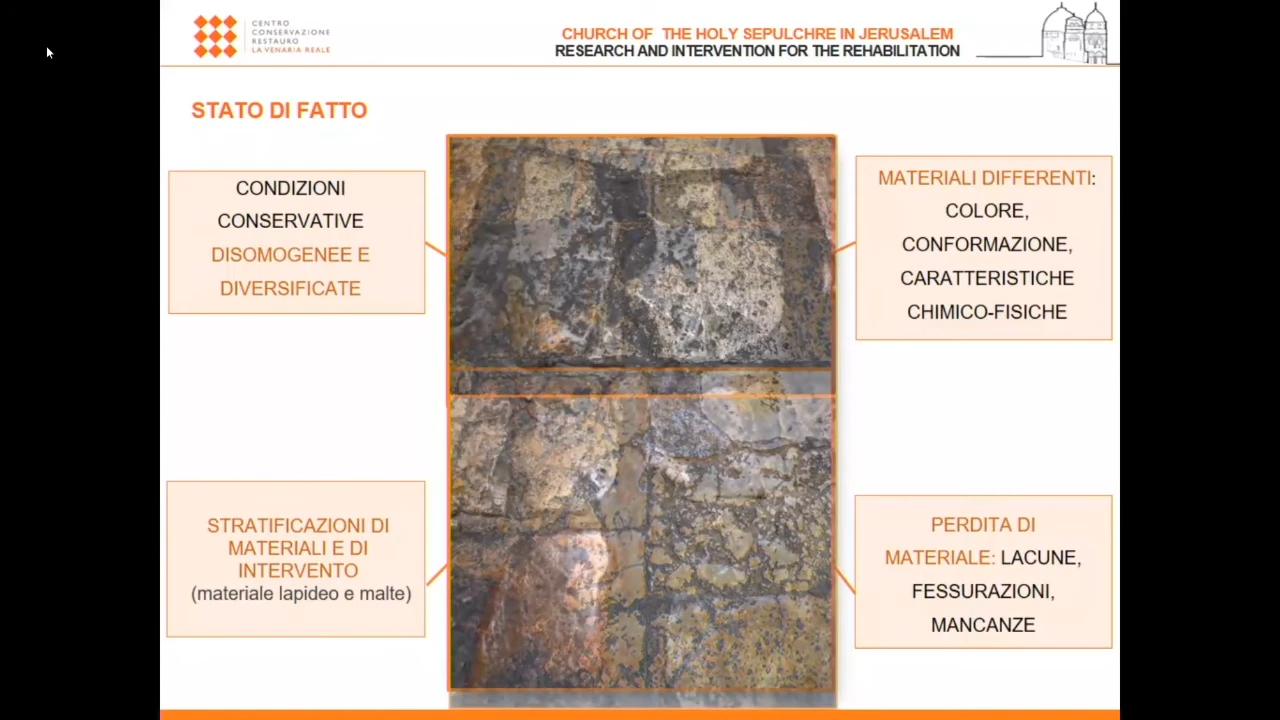 CENTRO
CONSERVAZIONE
RESTAURO
LA VENARIA REALE
CHURCH OF THE HOLY SEPULCHRE IN JERUSALEM
RESEARCH AND INTERVENTION FOR THE REHABILITATION
STATO DI FATTO
CONDIZIONI
CONSERVATIVE
DISOMOGENEE E
DIVERSIFICATE
MATERIALI DIFFERENTI:
COLORE,
CONFORMAZIONE,
CARATTERISTICHE
CHIMICO-FISICHE
STRATIFICAZIONI DI
MATERIALI E DI
INTERVENTO
(materiale lapideo e malte)
PERDITA DI
MATERIALE: LACUNE,
FESSURAZIONI,
MANCANZE